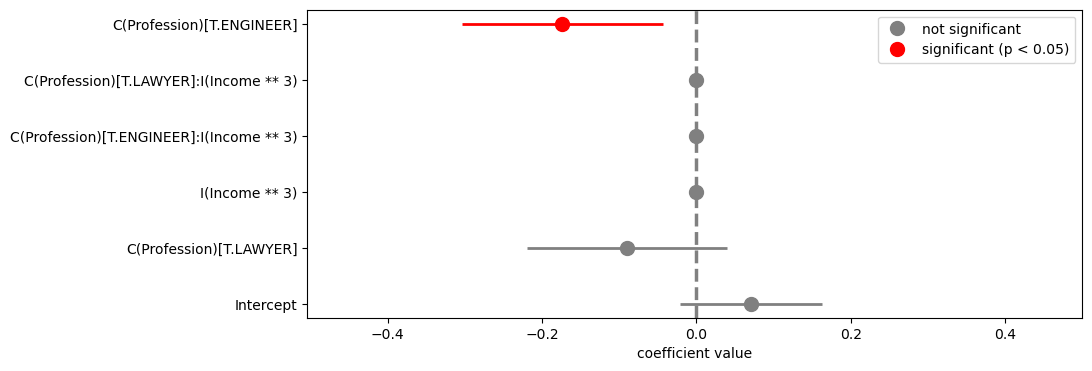 C(Profession)[T.ENGINEER]
C(Profession)[T.LAWYER]:I(Income ** 3)
C(Profession)[T.ENGINEER]:I(Income ** 3)
I(Income ** 3)
C(Profession)[T.LAWYER]
Intercept
not significant
significant (p < 0.05)
−0.4 −0.2 0.0 0.2 0.4
coefficient value